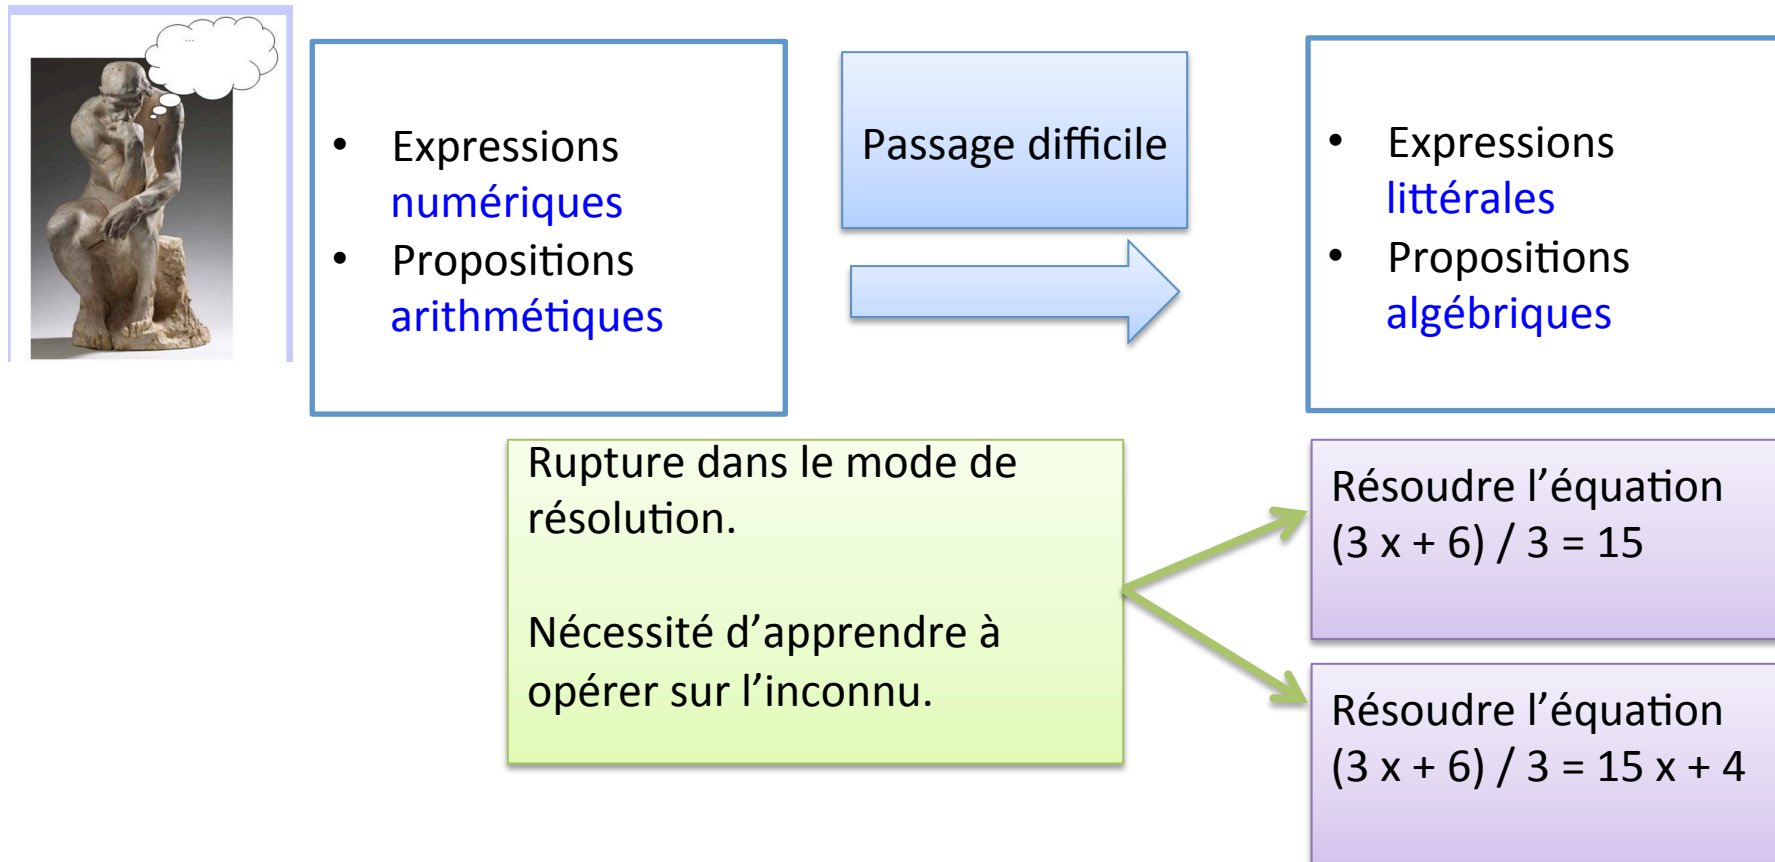 ...
• Expressions
numériques
• Propositions
arithmétiques
Passage difficile
• Expressions
littérales
• Propositions
algébriques
Rupture dans le mode de
résolution.
Nécessité d’apprendre à
opérer sur l’inconnu.
Résoudre l’équation
(3 x + 6) / 3 = 15
Résoudre l’équation
(3 x + 6) / 3 = 15 x + 4